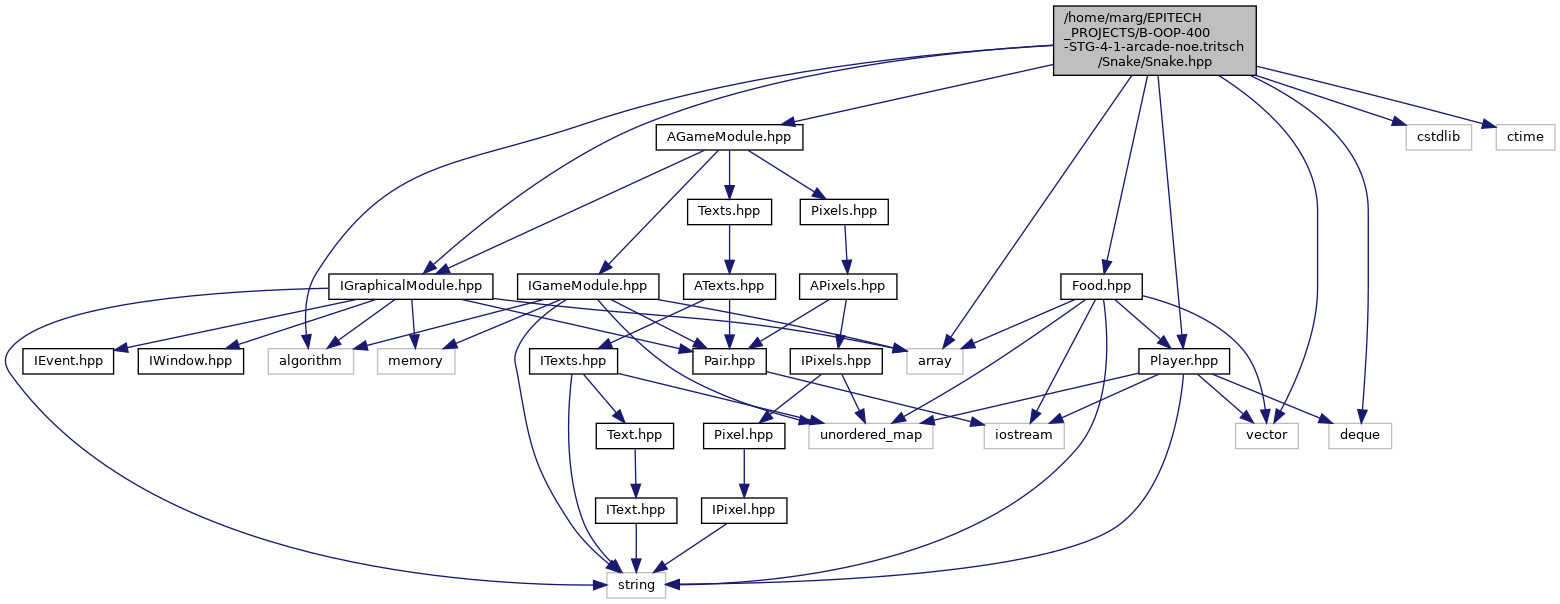 /home/marg/EPITECH
_PROJECTS/B-OOP-400
-STG-4-1-arcade-noe.tritsch
/Snake/Snake.hpp
AGameModule.hpp
cstdlib
ctime
Texts.hpp
Pixels.hpp
IGraphicalModule.hpp
IGameModule.hpp
ATexts.hpp
APixels.hpp
Food.hpp
IEvent.hpp
IWindow.hpp
algorithm
memory
ITexts.hpp
Pair.hpp
IPixels.hpp
array
Player.hpp
Text.hpp
Pixel.hpp
unordered_map
iostream
vector
deque
IText.hpp
IPixel.hpp
string